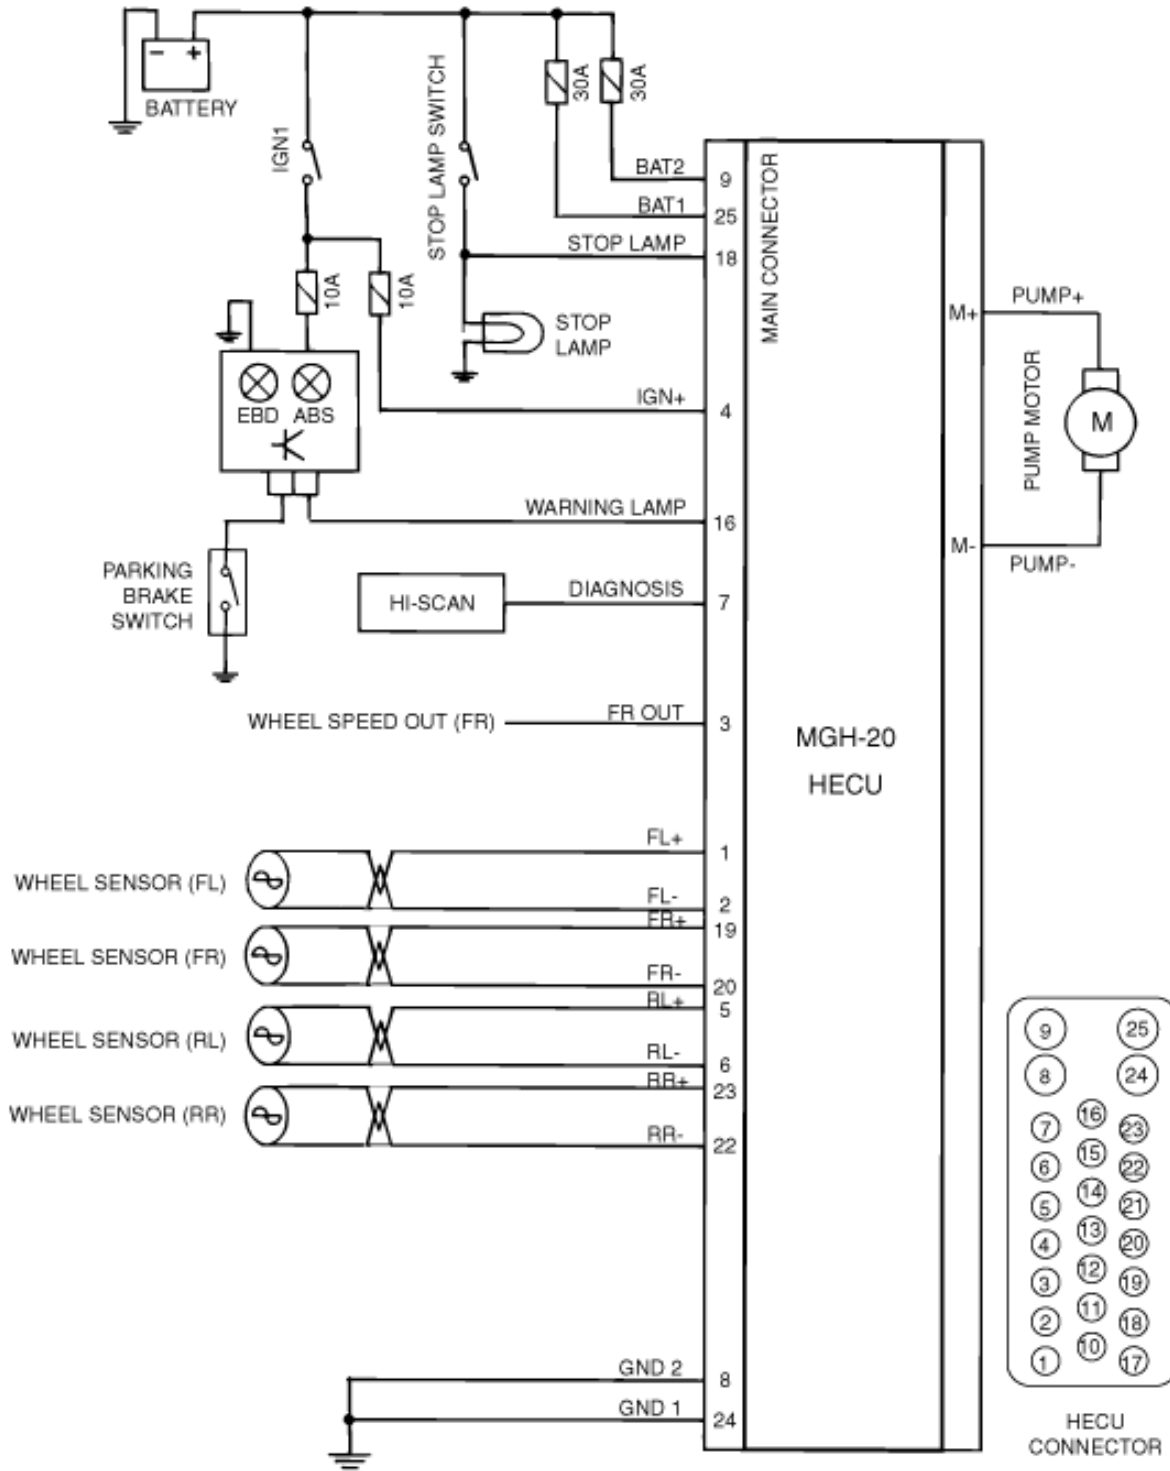 - +
BATTERY
IGN1
STOP LAMP SWITCH
30A
30A
10A
10A
BAT2
9
BAT1
25
STOP LAMP
18
MAIN CONNECTOR
STOP
LAMP
EBD ABS
IGN+
4
M+
PUMP+
PUMP MOTOR
M
M-
PUMP-
WARNING LAMP
16
PARKING
BRAKE
SWITCH
HI-SCAN
DIAGNOSIS
7
WHEEL SPEED OUT (FR)
FR OUT
3
MGH-20
HECU
WHEEL SENSOR (FL)
FL+
1
FL-
2
WHEEL SENSOR (FR)
FR+
19
FR-
20
WHEEL SENSOR (RL)
RL+
5
RL-
6
WHEEL SENSOR (RR)
RR+
23
RR-
22
GND 2
8
GND 1
24
9 25
8 24
16
7 23
15
6 22
14
5 21
13
4 20
12
3 19
11
2 18
10
1 17
HECU
CONNECTOR